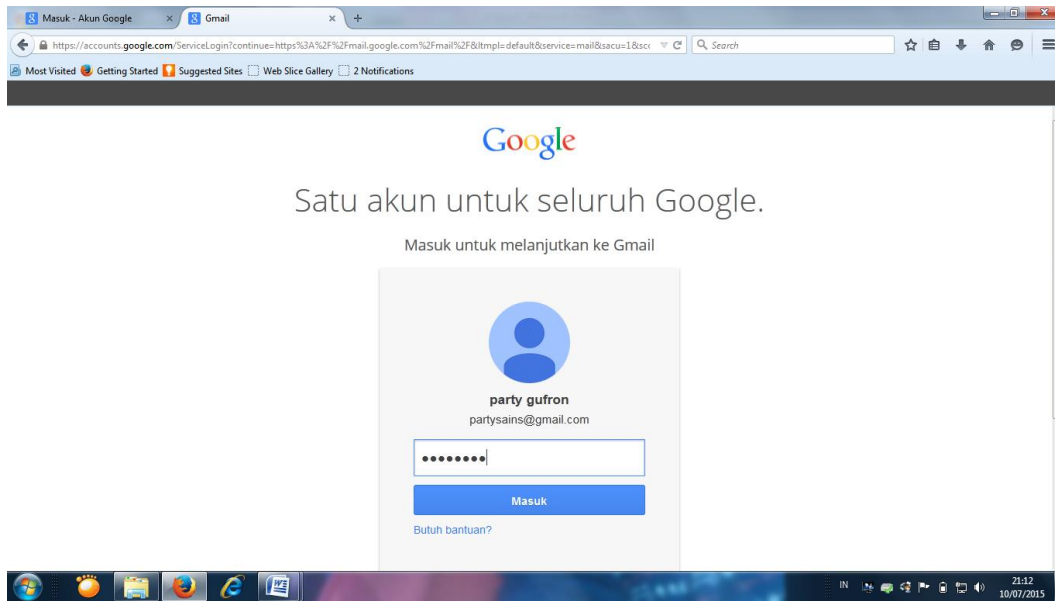 Masuk - Akun Google
Gmail
https://accounts.google.com/ServiceLogin?continue=https%3A%2F%2Fmail.google.com%2Fmail%2F&ltmpl=default&service=mail&sacu=1&scc
Search
Most Visited Getting Started Suggested Sites Web Slice Gallery 2 Notifications
Google
Satu akun untuk seluruh Google.
Masuk untuk melanjutkan ke Gmail
party gufron
partysains@gmail.com
••••••••
Masuk
Butuh bantuan?
IN
21:12
10/07/2015